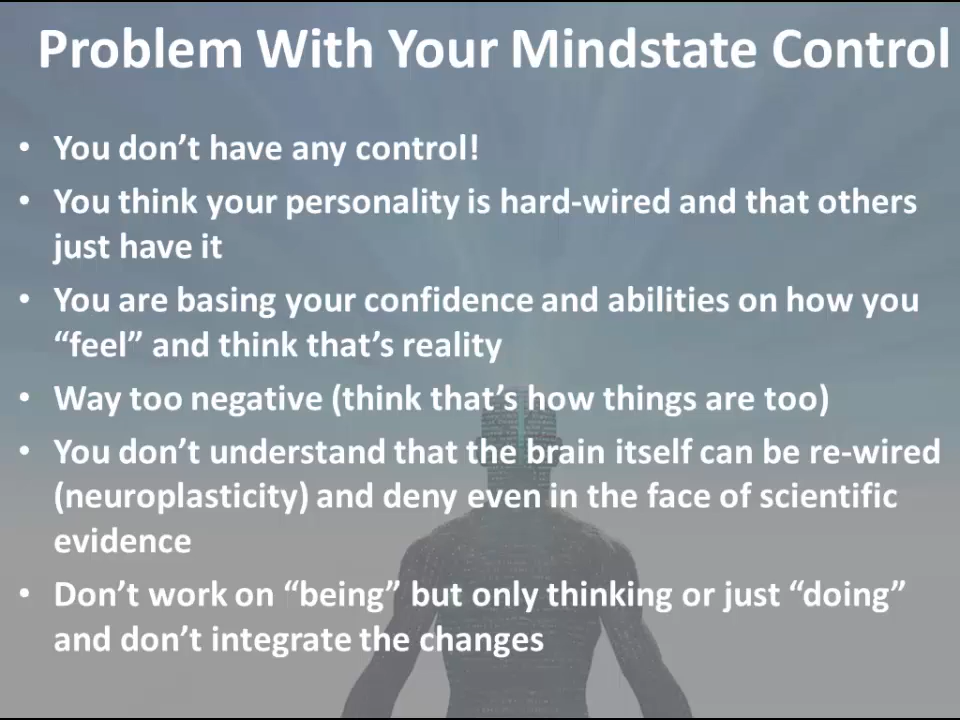 Problem With Your Mindstate Control
• You don’t have any control!
• You think your personality is hard-wired and that others
just have it
• You are basing your confidence and abilities on how you
“feel” and think that’s reality
• Way too negative (think that’s how things are too)
• You don’t understand that the brain itself can be re-wired
(neuroplasticity) and deny even in the face of scientific
evidence
• Don’t work on “being” but only thinking or just “doing”
and don’t integrate the changes